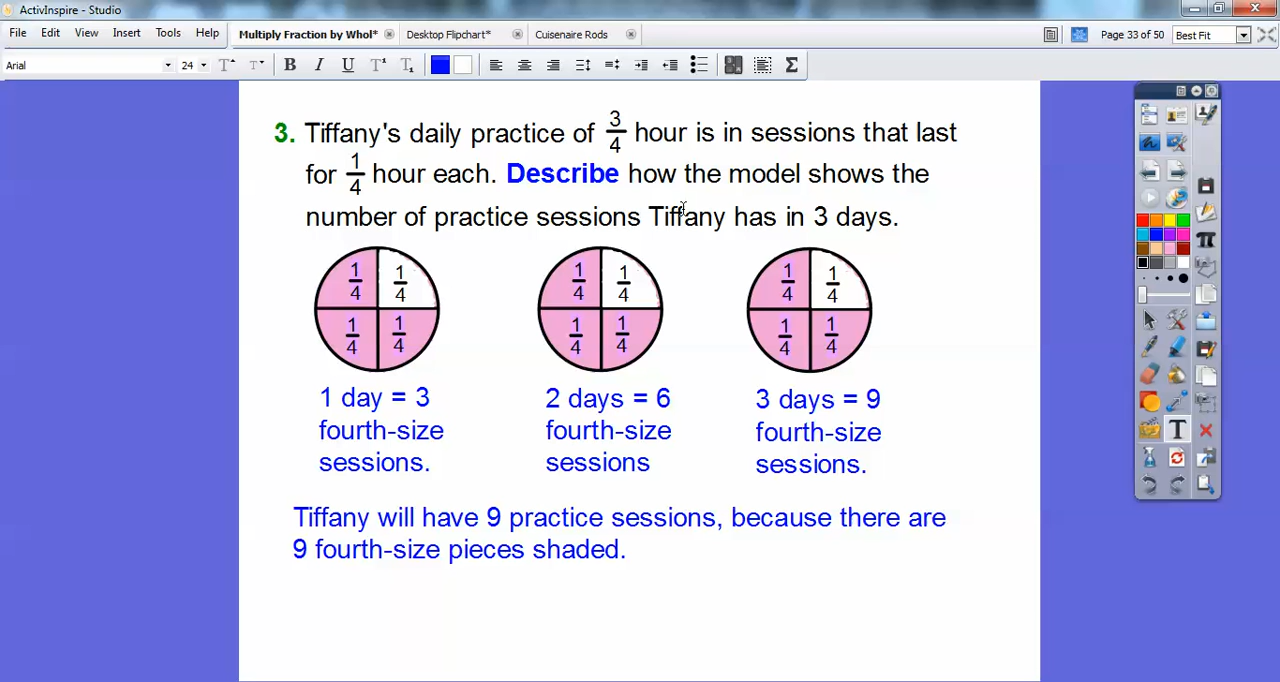 ActivInspire - Studio
File Edit View Insert Tools Help
Multiply Fraction by Whol* Desktop Flipchart* Cuisenaire Rods Page 33 of 50 Best Fit
Arial 24 B I U
3. Tiffany's daily practice of 3/4 hour is in sessions that last
for 1/4 hour each. Describe how the model shows the
number of practice sessions Tiffany has in 3 days.
1/4 1/4 1/4 1/4 1/4 1/4
1/4 1/4 1/4 1/4 1/4 1/4
1 day = 3
fourth-size
sessions.
2 days = 6
fourth-size
sessions
3 days = 9
fourth-size
sessions.
Tiffany will have 9 practice sessions, because there are
9 fourth-size pieces shaded.